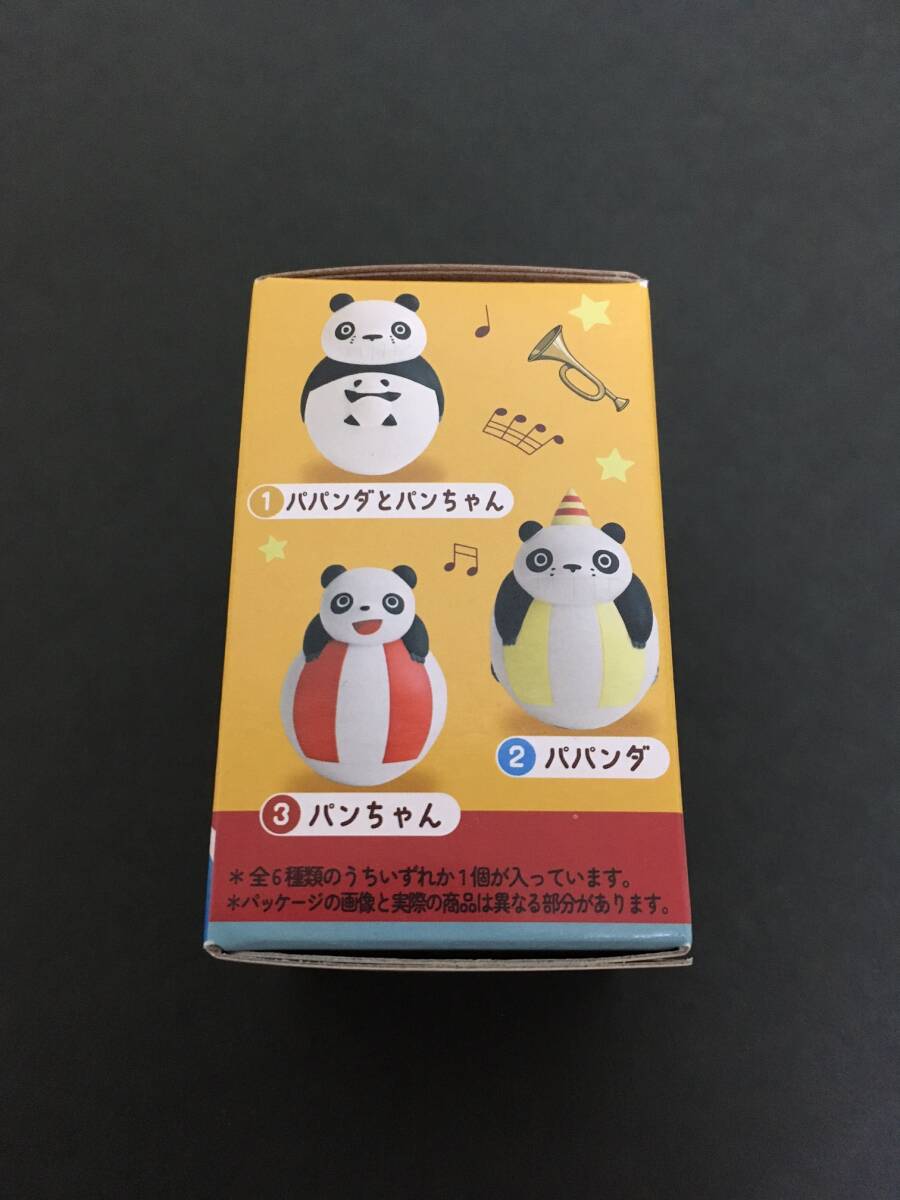 1 パパンダとパンちゃん
2 パパンダ
3 パンちゃん
＊全6種類のうちいずれか1個が入っています。
＊パッケージの画像と実際の商品は異なる部分があります。